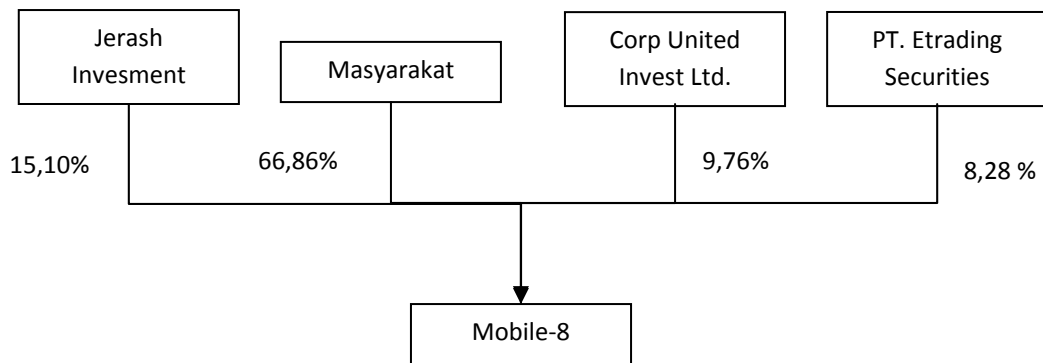 Jerash
Invesment
Masyarakat
Corp United
Invest Ltd.
PT. Etrading
Securities
15,10%
66,86%
9,76%
8,28 %
Mobile-8